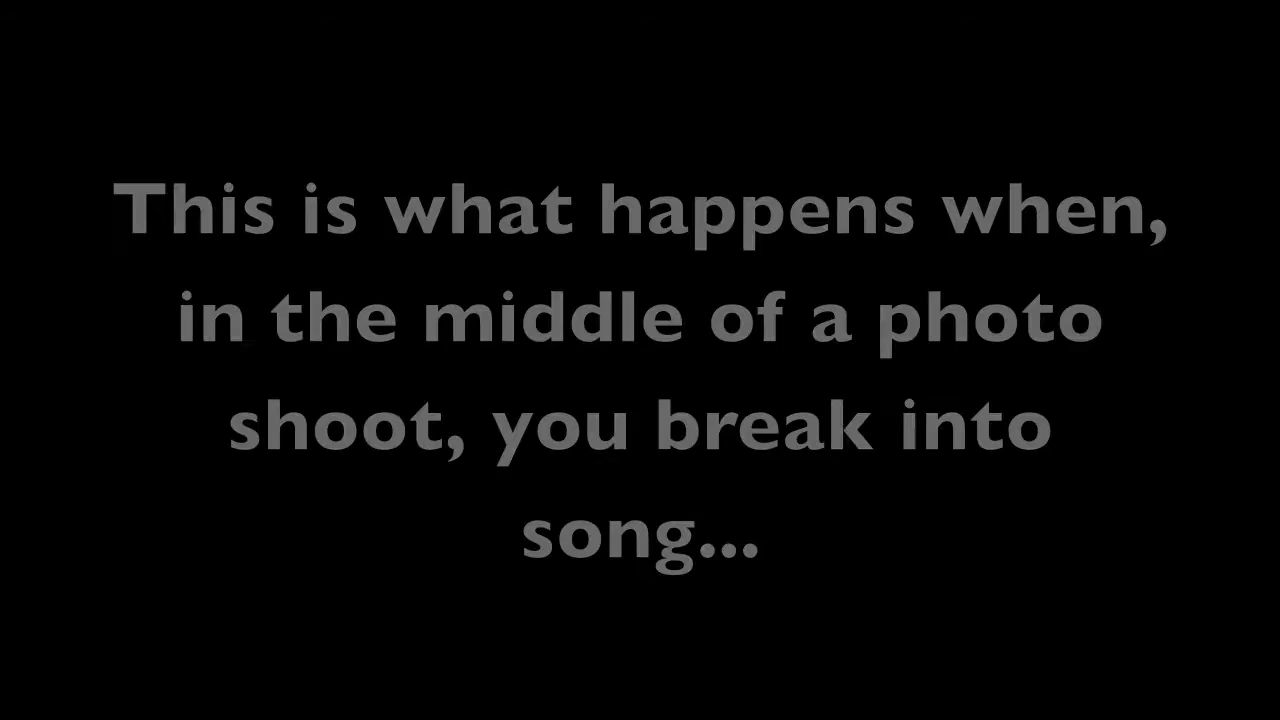 This is what happens when,
in the middle of a photo
shoot, you break into
song...